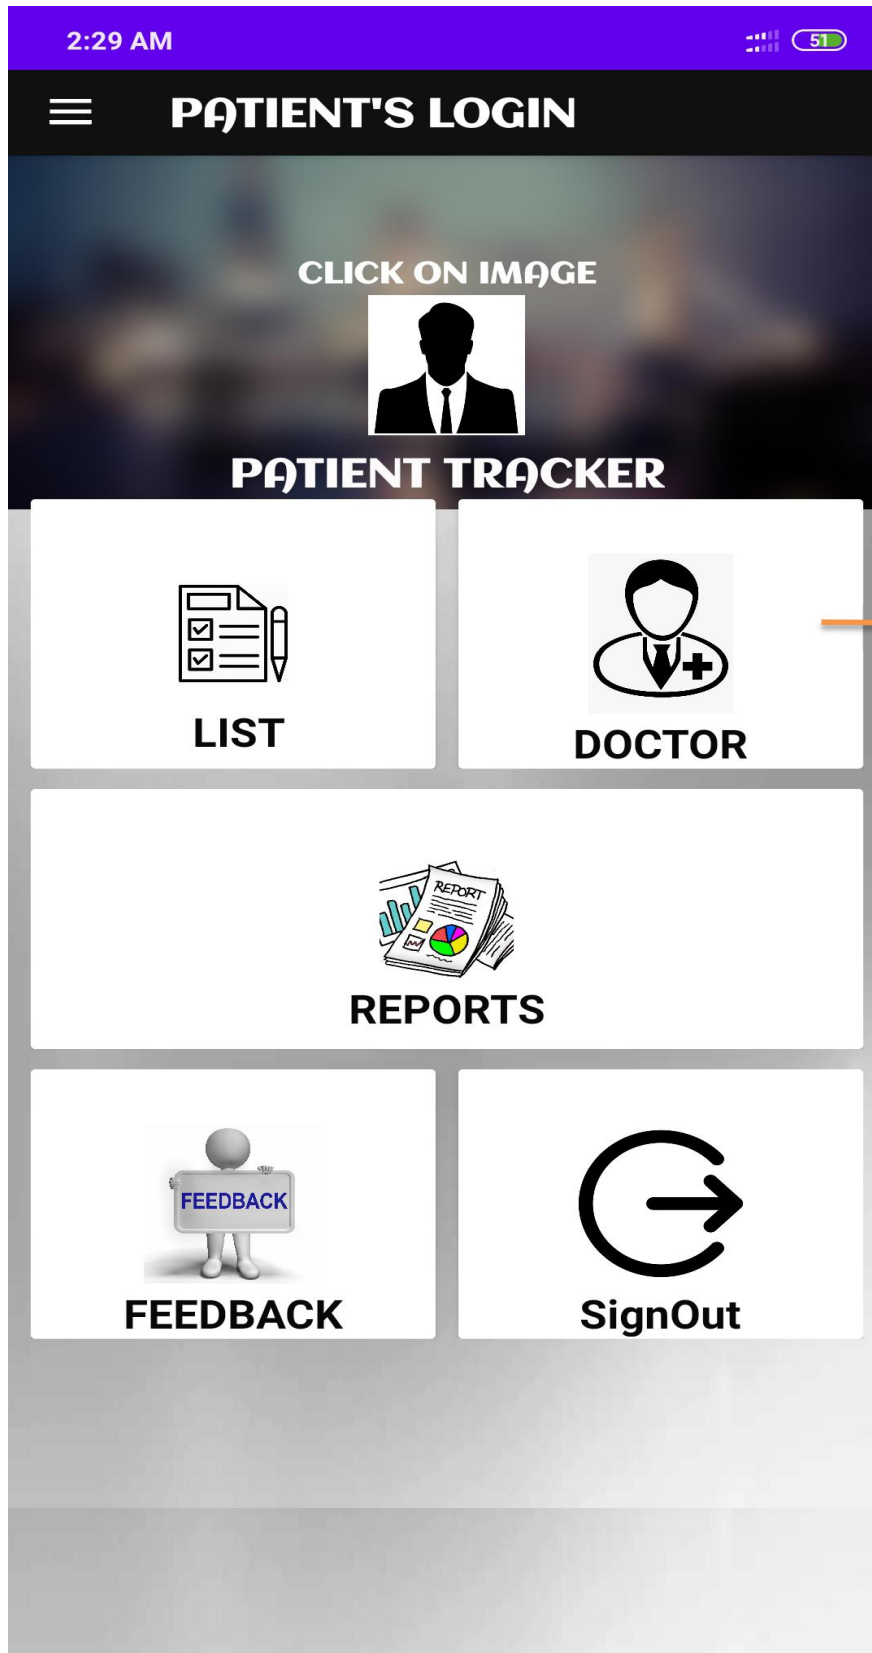 2:29 AM
51
PATIENT'S LOGIN
CLICK ON IMAGE
PATIENT TRACKER
LIST
DOCTOR
REPORT
REPORTS
FEEDBACK
FEEDBACK
SignOut